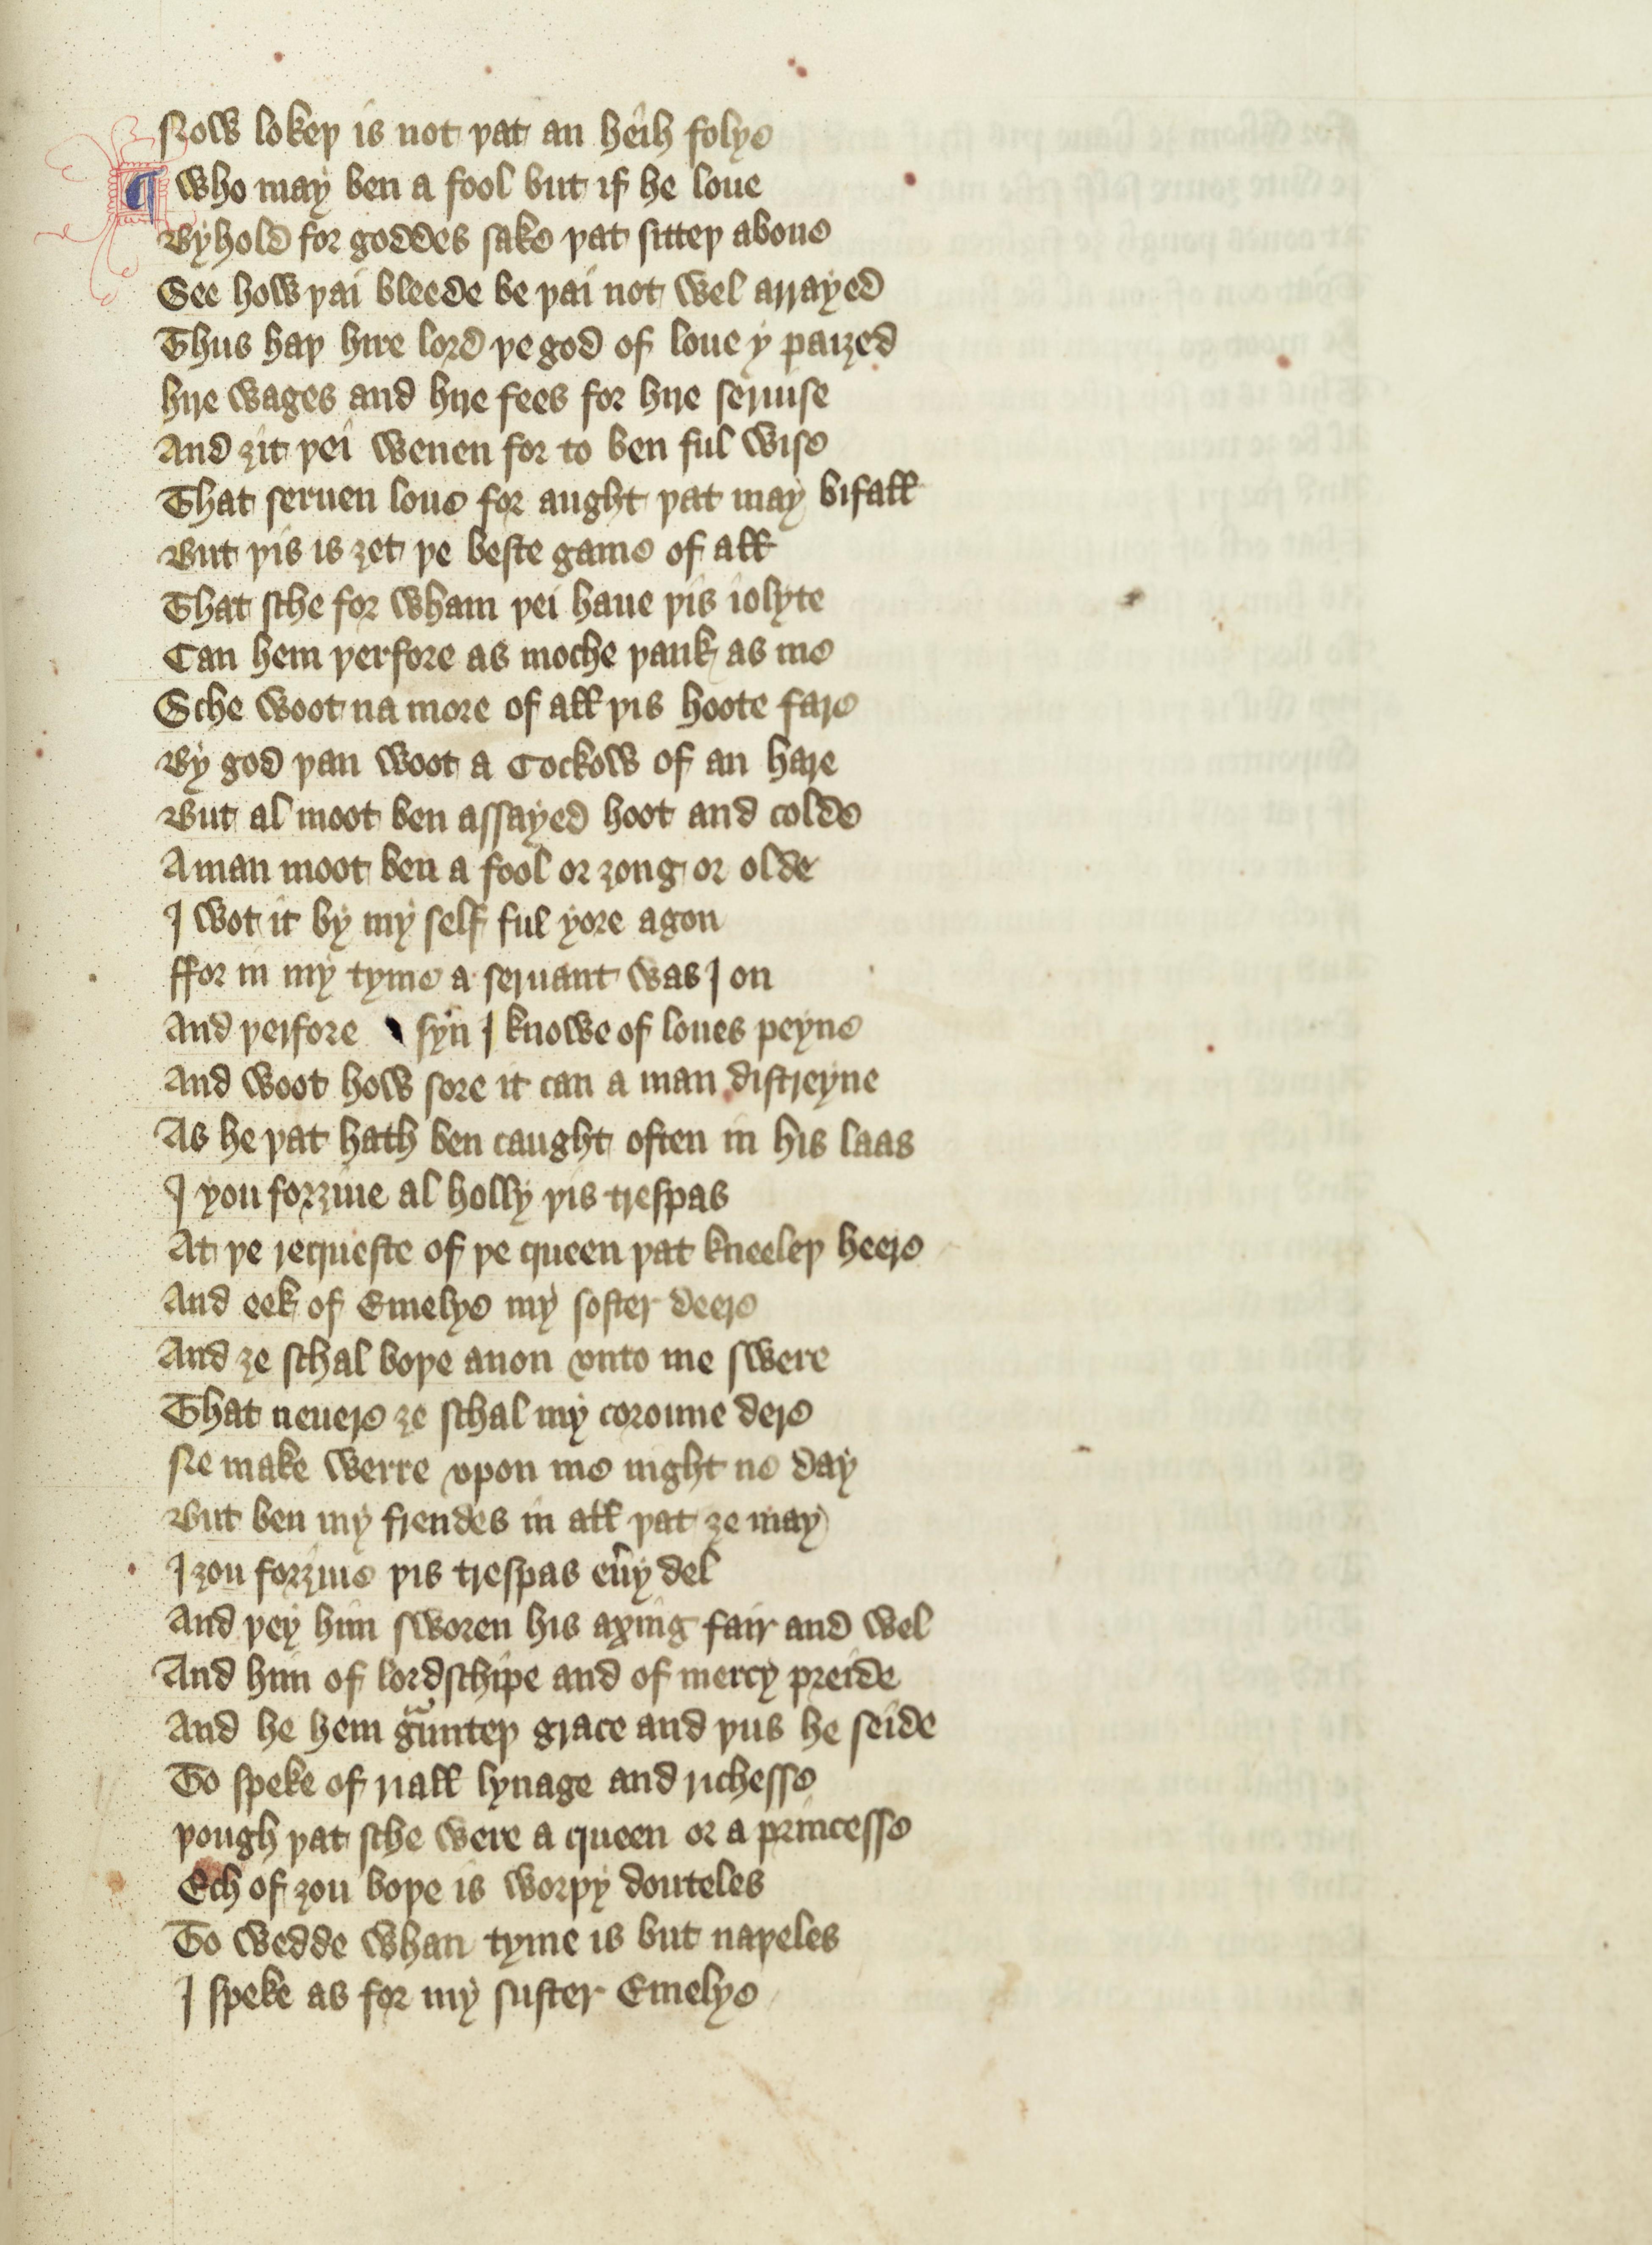 Now lokeþ is not þat an heih folye
¶ Who may ben a fool but if he loue
Byhold for goddes sake þat sitteþ aboue
See how þai bleede be þai not wel arrayed
Thus haþ hire lord þe god of loue y paized
hire wages and hire fees for hire seruise
And ȝit þei wenen for to ben ful wise
That seruen loue for aught þat may bifall
But þis is ȝet þe beste game of all
That sche for wham þei haue þis iolyte
Can hem þerfore as moche þank as me
Sche woot na more of all þis hoote fare
By god þan woot a Cockow of an hare
But al moot ben assayed hoot and colde
A man moot ben a fool or ȝong or olde
I wot it by my self ful yore agon
ffor in my tyme a seruant was I on
And þerfore syn I knowe of loues peyne
And woot how sore it can a man distreyne
As he þat hath ben caught often in his laas
I you forȝiue al holly þis trespas
At þe requeste of þe queen þat kneeleþ heere
And eek of Emelye my soster deere
And ȝe schal boþe anon vnto me swere
That neuere ȝe schal my coroune dere
Ne make werre vpon me night ne day
But ben my frendes in all þat ȝe may
I ȝou forȝiue þis trespas eu̓y del
And þey him sworen his axing fair and wel
And him of lordschipe and of mercy preide
And he hem gᵃunteþ grace and þus he seide
To speke of riall lynage and richesse
þough þat sche were a queen or a princesse
Ech of ȝou boþe is worþy douteles
To wedde whan tyme is but naþeles
I speke as for my suster Emelye